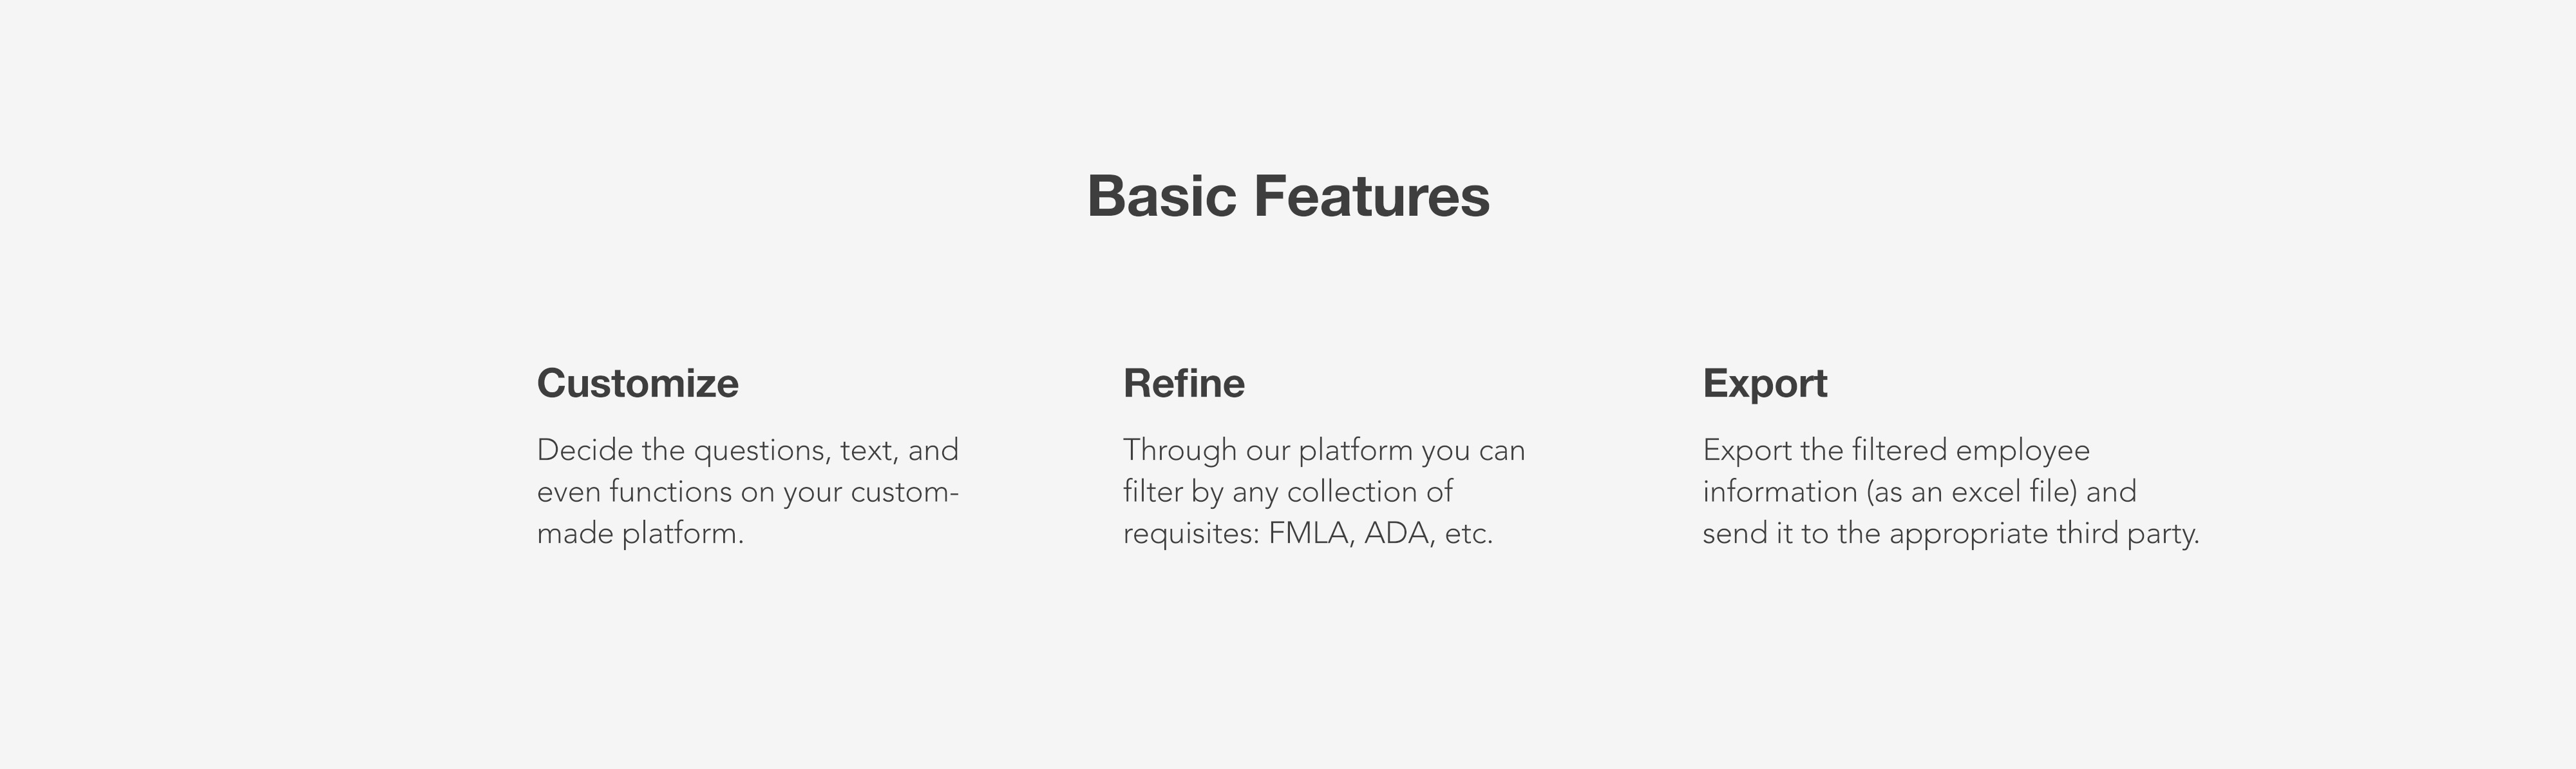 Basic Features
Customize
Decide the questions, text, and
even functions on your custom-
made platform.
Refine
Through our platform you can
filter by any collection of
requisites: FMLA, ADA, etc.
Export
Export the filtered employee
information (as an excel file) and
send it to the appropriate third party.